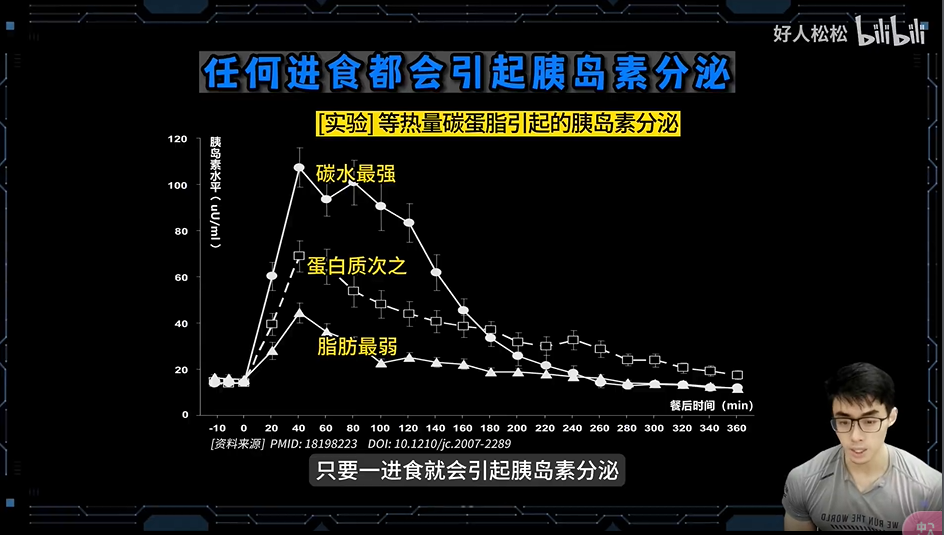 好人松松 bilibili
任何进食都会引起胰岛素分泌
[实验] 等热量碳蛋脂引起的胰岛素分泌
胰岛素水平(uU/ml)
120
100
80
60
40
20
0
碳水最强
蛋白质次之
脂肪最弱
餐后时间（min）
-10 0 20 40 60 80 100 120 140 160 180 200 220 240 260 280 300 320 340 360
[资料来源] PMID: 18198223 DOI: 10.1210/jc.2007-2289
只要一进食就会引起胰岛素分泌